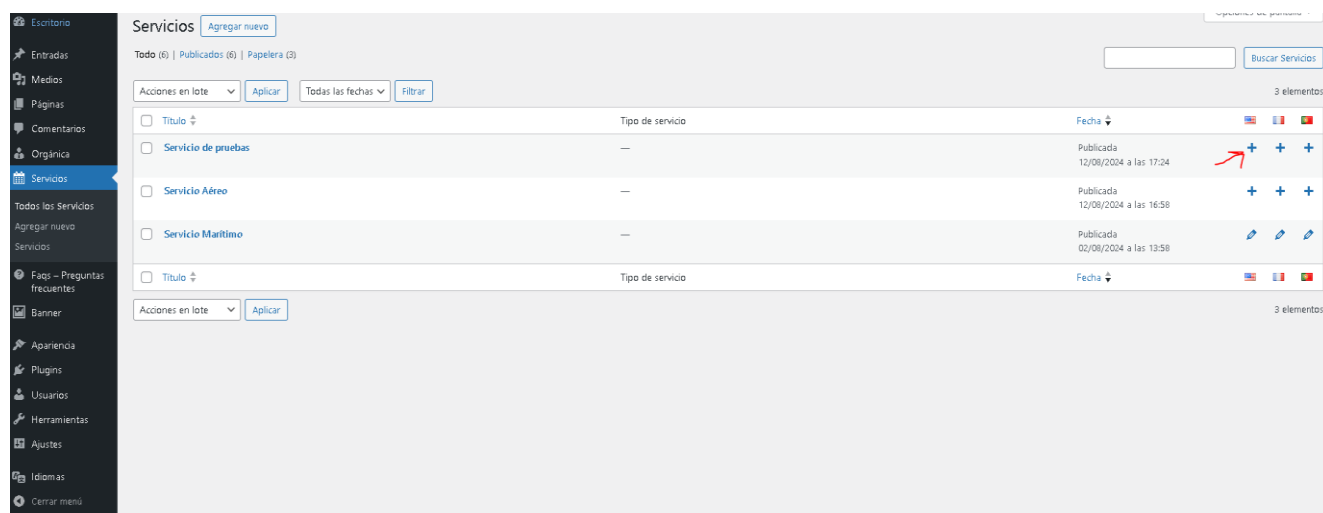 Escritorio
Entradas
Medios
Páginas
Comentarios
Orgánica
Servicios
Todos los Servicios
Agregar nuevo
Servicios
Faqs – Preguntas
frecuentes
Banner
Apariencia
Plugins
Usuarios
Herramientas
Ajustes
Idiomas
Cerrar menú
Opciones de pantalla
Servicios Agregar nuevo
Todo (6) | Publicados (6) | Papelera (3)
Buscar Servicios
Acciones en lote Aplicar Todas las fechas Filtrar
3 elementos
Título Tipo de servicio Fecha
Servicio de pruebas — Publicada
12/08/2024 a las 17:24
Servicio Aéreo — Publicada
12/08/2024 a las 16:58
Servicio Marítimo — Publicada
02/08/2024 a las 13:58
Título Tipo de servicio Fecha
Acciones en lote Aplicar
3 elementos